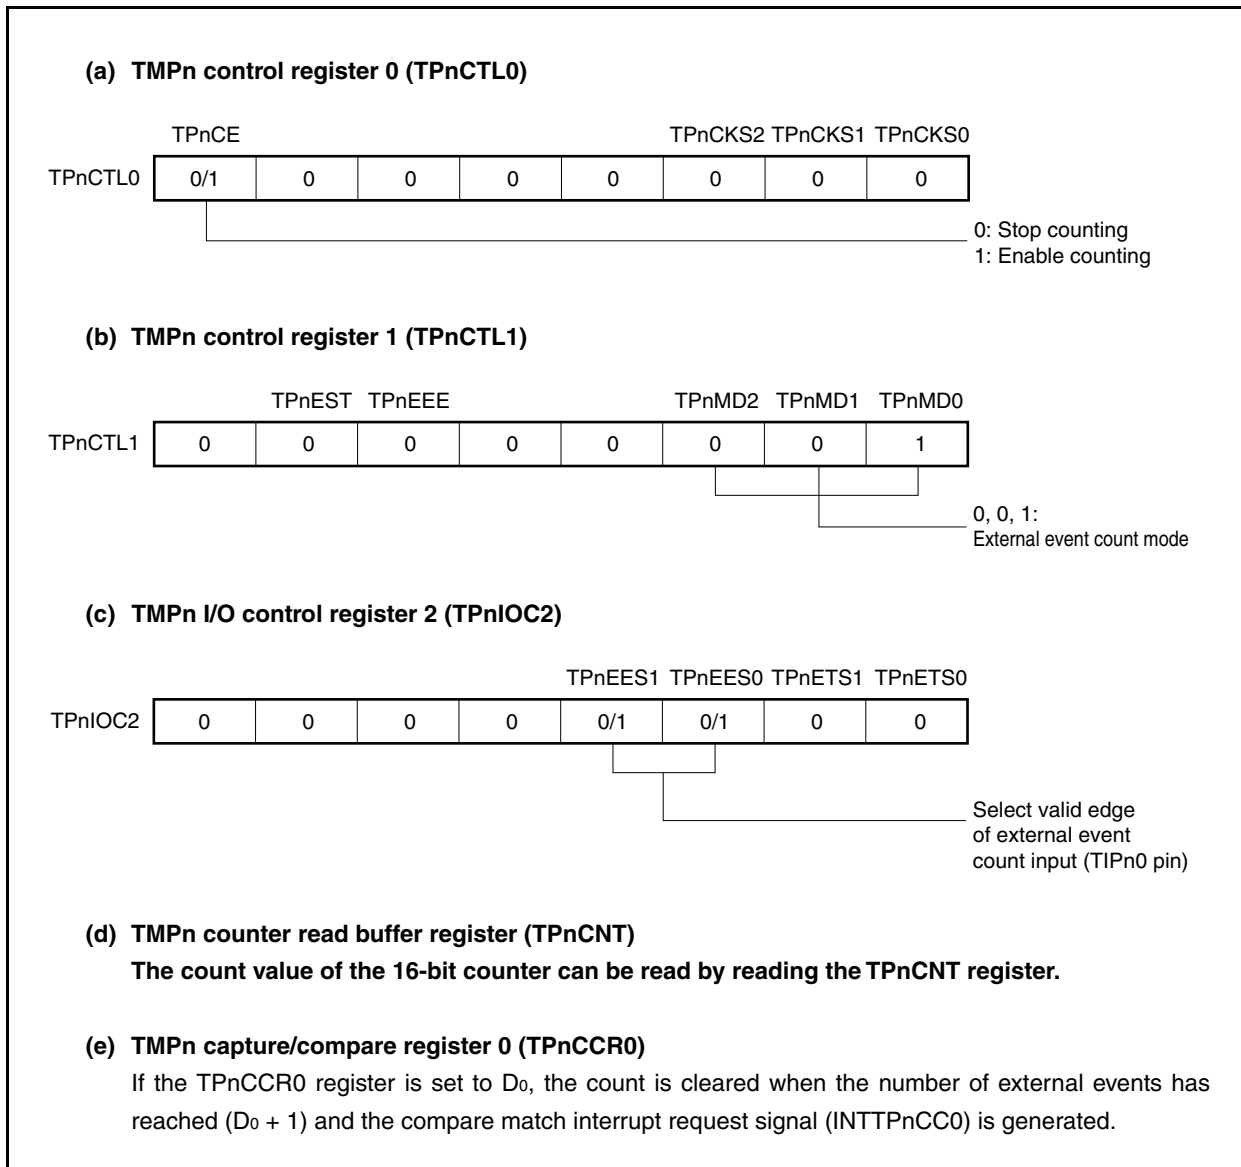 (a) TMPn control register 0 (TPnCTL0)
TPnCE TPnCKS2 TPnCKS1 TPnCKS0
TPnCTL0 0/1 0 0 0 0 0 0 0
0: Stop counting
1: Enable counting
(b) TMPn control register 1 (TPnCTL1)
TPnEST TPnEEE TPnMD2 TPnMD1 TPnMD0
TPnCTL1 0 0 0 0 0 0 0 1
0, 0, 1:
External event count mode
(c) TMPn I/O control register 2 (TPnIOC2)
TPnEES1 TPnEES0 TPnETS1 TPnETS0
TPnIOC2 0 0 0 0 0/1 0/1 0 0
Select valid edge
of external event
count input (TIPn0 pin)
(d) TMPn counter read buffer register (TPnCNT)
The count value of the 16-bit counter can be read by reading the TPnCNT register.
(e) TMPn capture/compare register 0 (TPnCCR0)
If the TPnCCR0 register is set to D₀, the count is cleared when the number of external events has
reached (D₀ + 1) and the compare match interrupt request signal (INTTPnCC0) is generated.